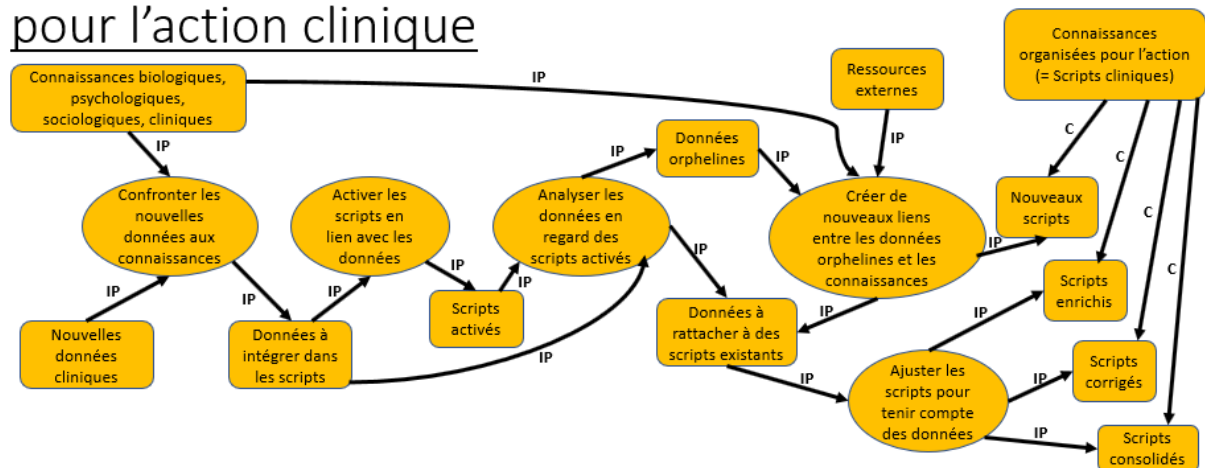 pour l'action clinique
Connaissances biologiques,
psychologiques,
sociologiques, cliniques
IP
Ressources
externes
Connaissances
organisées pour l'action
(= Scripts cliniques)
IP
IP
C
C
C
C
Données
orphelines
IP
IP
Confronter les
nouvelles
données aux
connaissances
Activer les
scripts en
lien avec les
données
Analyser les
données en
regard des
scripts activés
Créer de
nouveaux liens
entre les données
orphelines et les
connaissances
Nouveaux
scripts
IP
IP
IP
IP
IP
IP
IP
Nouvelles
données
cliniques
Données à
intégrer dans
les scripts
Scripts
activés
IP
Données à
rattacher à des
scripts existants
IP
IP
Scripts
enrichis
IP
Ajuster les
scripts pour
tenir compte
des données
IP
Scripts
corrigés
IP
Scripts
consolidés